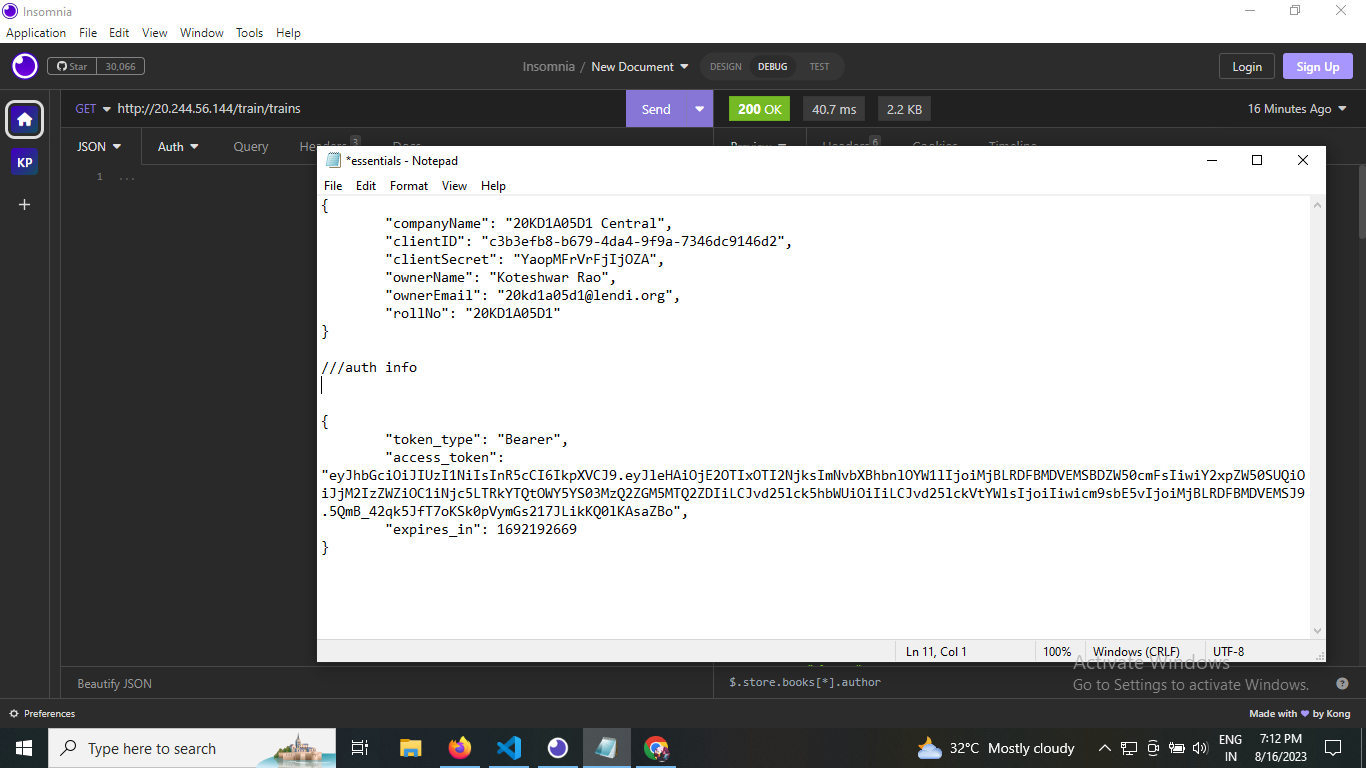 Insomnia
Application File Edit View Window Tools Help
Star 30,066
Insomnia / New Document
DESIGN DEBUG TEST
Login Sign Up
GET http://20.244.56.144/train/trains
Send
200 OK 40.7 ms 2.2 KB
16 Minutes Ago
JSON Auth Query Headers 3 Docs
Preview Headers 6 Cookies Timeline
KP
1 ...
*essentials - Notepad
File Edit Format View Help
{
"companyName": "20KD1A05D1 Central",
"clientID": "c3b3efb8-b679-4da4-9f9a-7346dc9146d2",
"clientSecret": "YaopMFrVrFjIjOZA",
"ownerName": "Koteshwar Rao",
"ownerEmail": "20kd1a05d1@lendi.org",
"rollNo": "20KD1A05D1"
}
///auth info
{
"token_type": "Bearer",
"access_token":
"eyJhbGciOiJIUzI1NiIsInR5cCI6IkpXVCJ9.eyJleHAiOjE2OTIxOTI2NjksImNvbXBhbnlOYW1lIjoiMjBLRDFBMDVEMSBDZW50cmFsIiwiY2xpZW50SUQiO
iJjM2IzZWZiOC1iNjc5LTRkYTQtOWY5YS03MzQ2ZGM5MTQ2ZDIiLCJvd25lck5hbWUiOiIiLCJvd25lckVtYWlsIjoiIiwicm9sbE5vIjoiMjBLRDFBMDVEMSJ9
.5QmB_42qk5JfT7oKSk0pVymGs217JLikKQ0lKAsaZBo",
"expires_in": 1692192669
}
Ln 11, Col 1 100% Windows (CRLF) UTF-8
Activate Windows
Go to Settings to activate Windows.
Beautify JSON
$.store.books[*].author
Preferences
Made with by Kong
Type here to search
32°C Mostly cloudy
ENG
IN
7:12 PM
8/16/2023